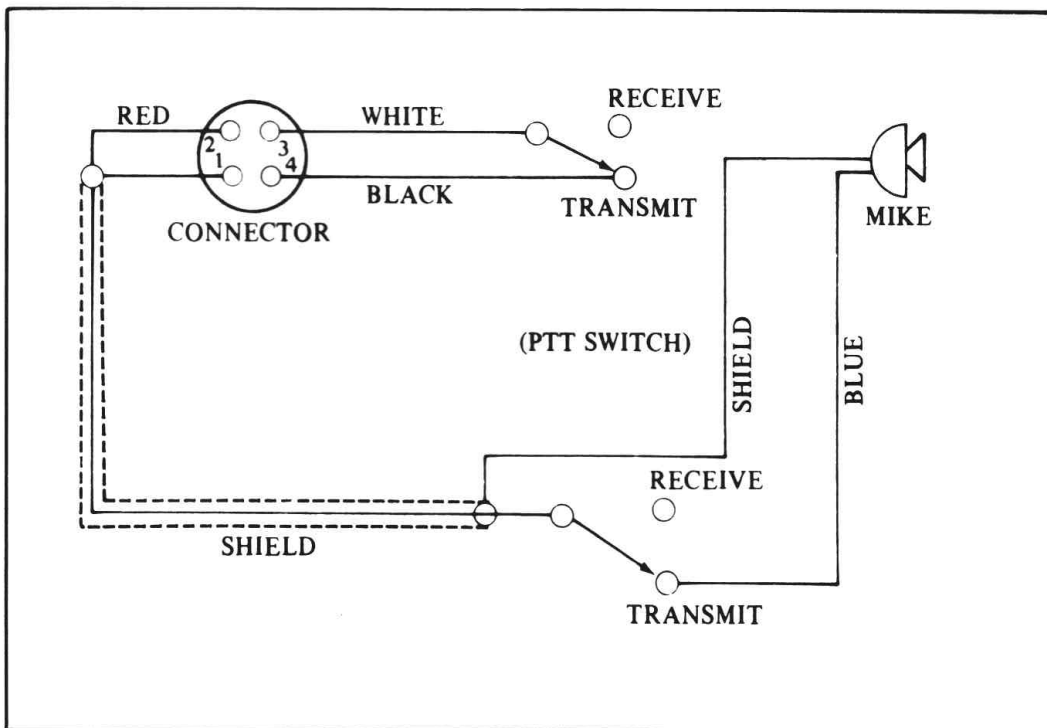 RECEIVE
RED
WHITE
2
3
1
4
BLACK
TRANSMIT
MIKE
CONNECTOR
(PTT SWITCH)
SHIELD
BLUE
RECEIVE
SHIELD
TRANSMIT